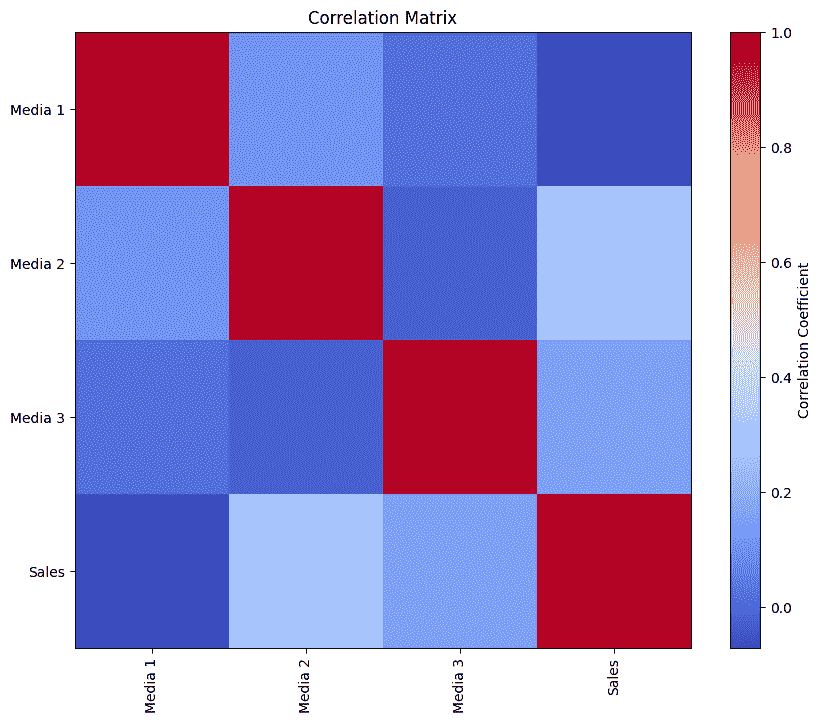 Correlation Matrix
Media 1
Media 2
Media 3
Sales
Media 1
Media 2
Media 3
Sales
1.0
0.8
0.6
0.4
0.2
0.0
Correlation Coefficient